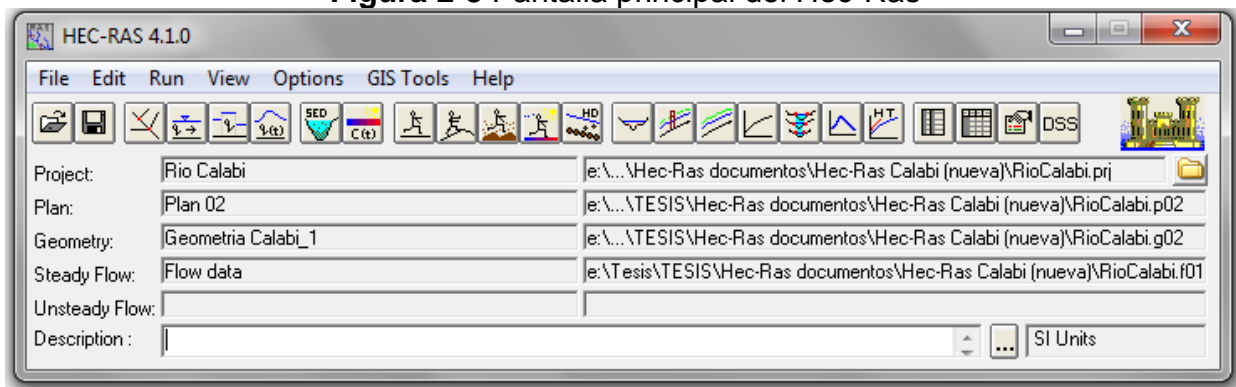 Figura 2-3 Pantalla principal del Hec-Ras
HEC-RAS 4.1.0
File Edit Run View Options GIS Tools Help
SED C(t) HD HT DSS
Project: Rio Calabi e:\...\Hec-Ras documentos\Hec-Ras Calabi (nueva)\RioCalabi.prj
Plan: Plan 02 e:\...\TESIS\Hec-Ras documentos\Hec-Ras Calabi (nueva)\RioCalabi.p02
Geometry: Geometria Calabi_1 e:\...\TESIS\Hec-Ras documentos\Hec-Ras Calabi (nueva)\RioCalabi.g02
Steady Flow: Flow data e:\Tesis\TESIS\Hec-Ras documentos\Hec-Ras Calabi (nueva)\RioCalabi.f01
Unsteady Flow:
Description : ... SI Units